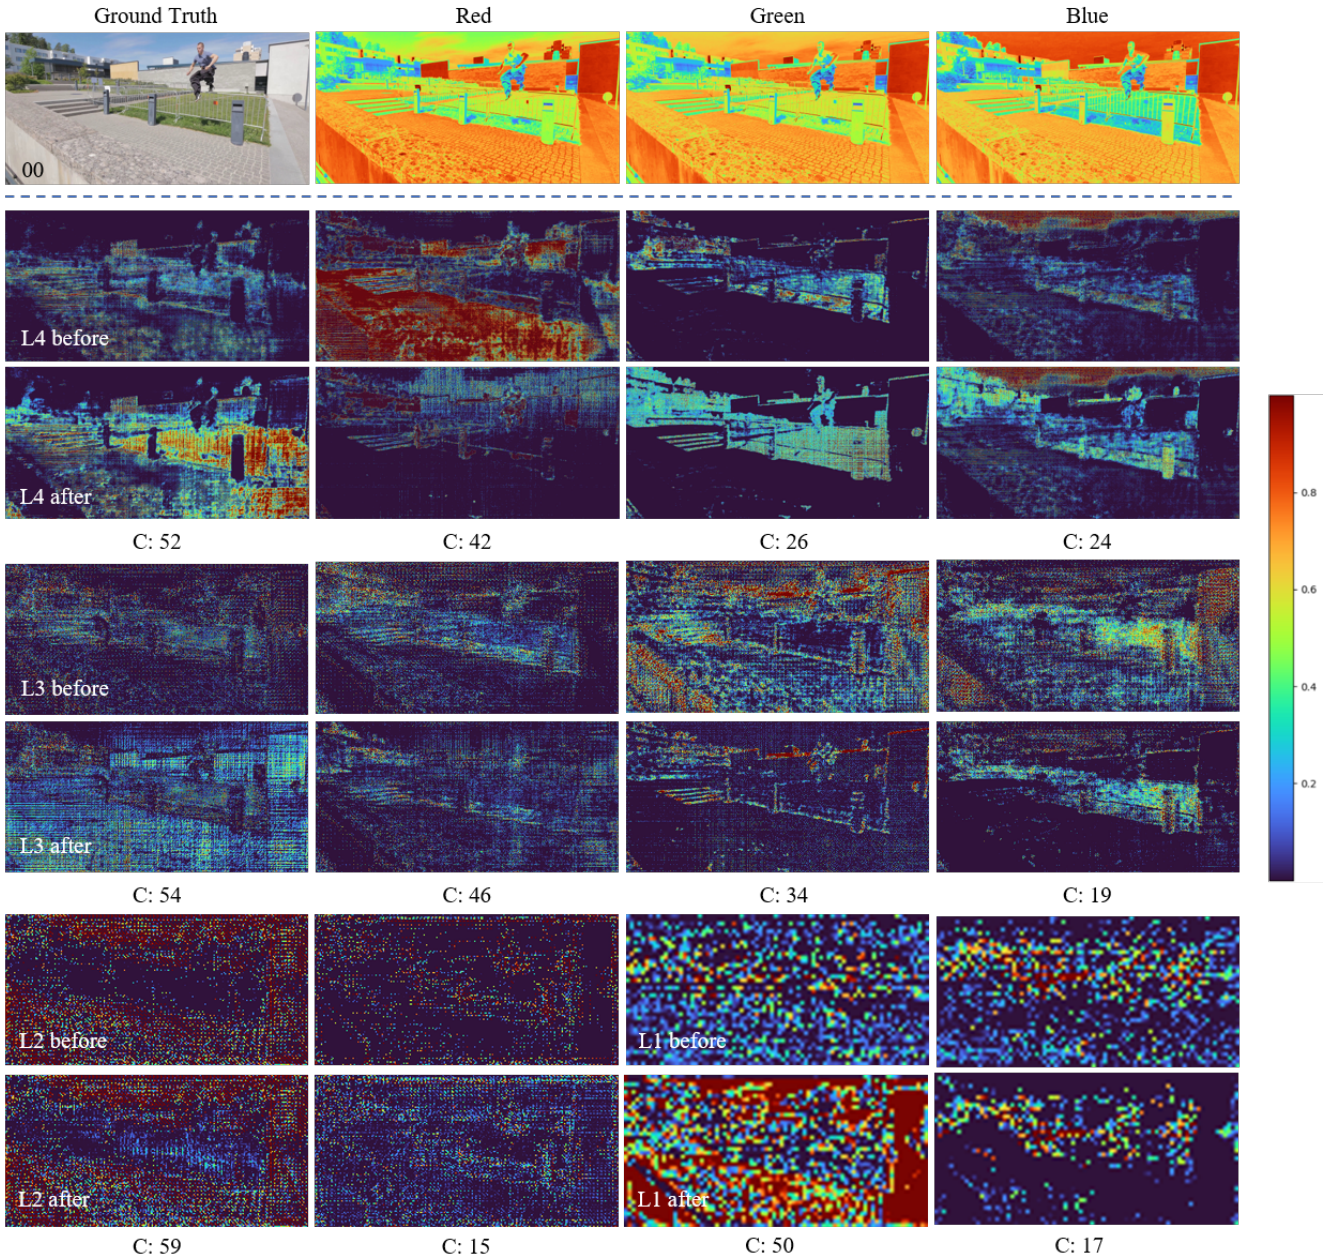 Ground Truth Red Green Blue
00
L4 before
L4 after
C: 52 C: 42 C: 26 C: 24
0.8
0.6
L3 before
0.4
0.2
L3 after
C: 54 C: 46 C: 34 C: 19
L2 before L1 before
L2 after L1 after
C: 59 C: 15 C: 50 C: 17